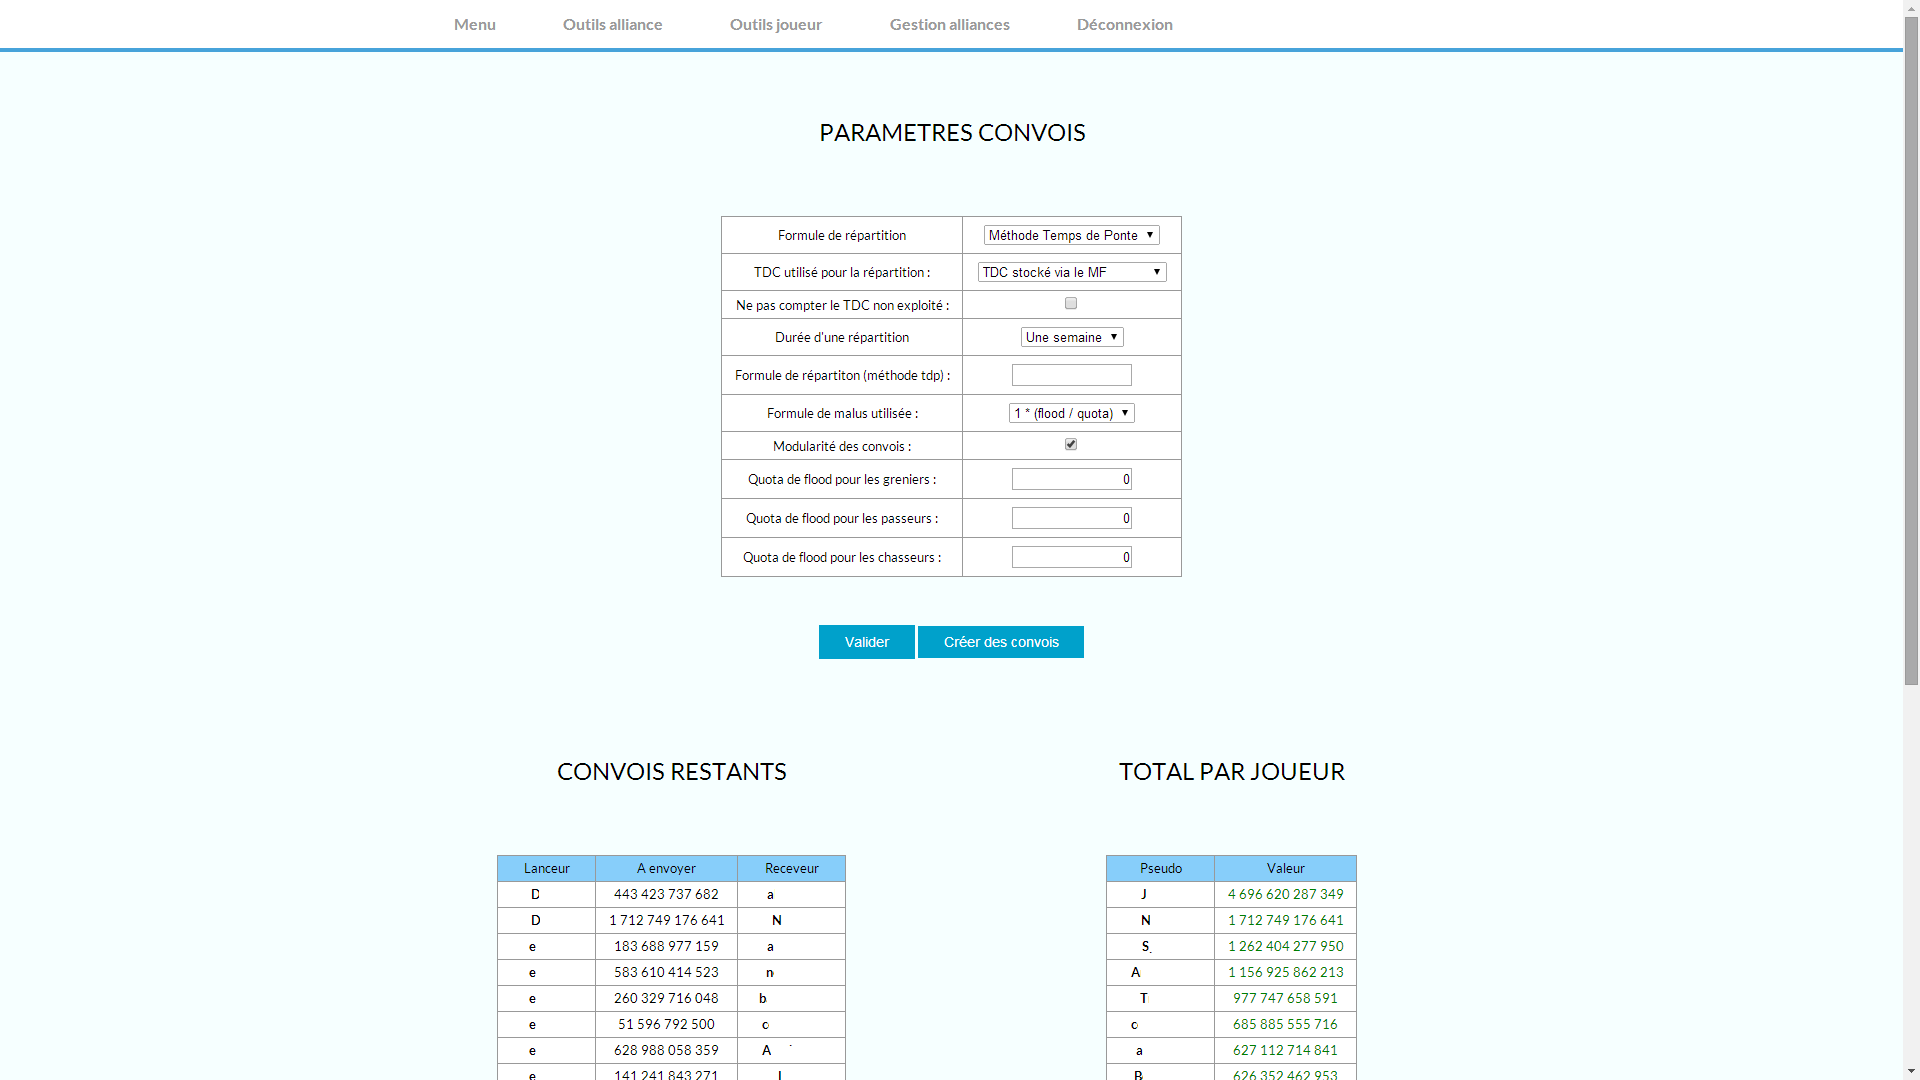 Menu Outils alliance Outils joueur Gestion alliances Déconnexion
PARAMETRES CONVOIS
Formule de répartition Méthode Temps de Ponte
TDC utilisé pour la répartition : TDC stocké via le MF
Ne pas compter le TDC non exploité :
Durée d'une répartition Une semaine
Formule de répartiton (méthode tdp) :
Formule de malus utilisée : 1 * (flood / quota)
Modularité des convois :
Quota de flood pour les greniers : 0
Quota de flood pour les passeurs : 0
Quota de flood pour les chasseurs : 0
Valider Créer des convois
CONVOIS RESTANTS
Lanceur A envoyer Receveur
D 443 423 737 682 a
D 1 712 749 176 641 N
e 183 688 977 159 a
e 583 610 414 523 n
e 260 329 716 048 b
e 51 596 792 500 c
e 628 988 058 359 A
e 141 241 843 271
TOTAL PAR JOUEUR
Pseudo Valeur
J 4 696 620 287 349
N 1 712 749 176 641
S 1 262 404 277 950
A 1 156 925 862 213
T 977 747 658 591
c 685 885 555 716
a 627 112 714 841
B 626 352 462 953